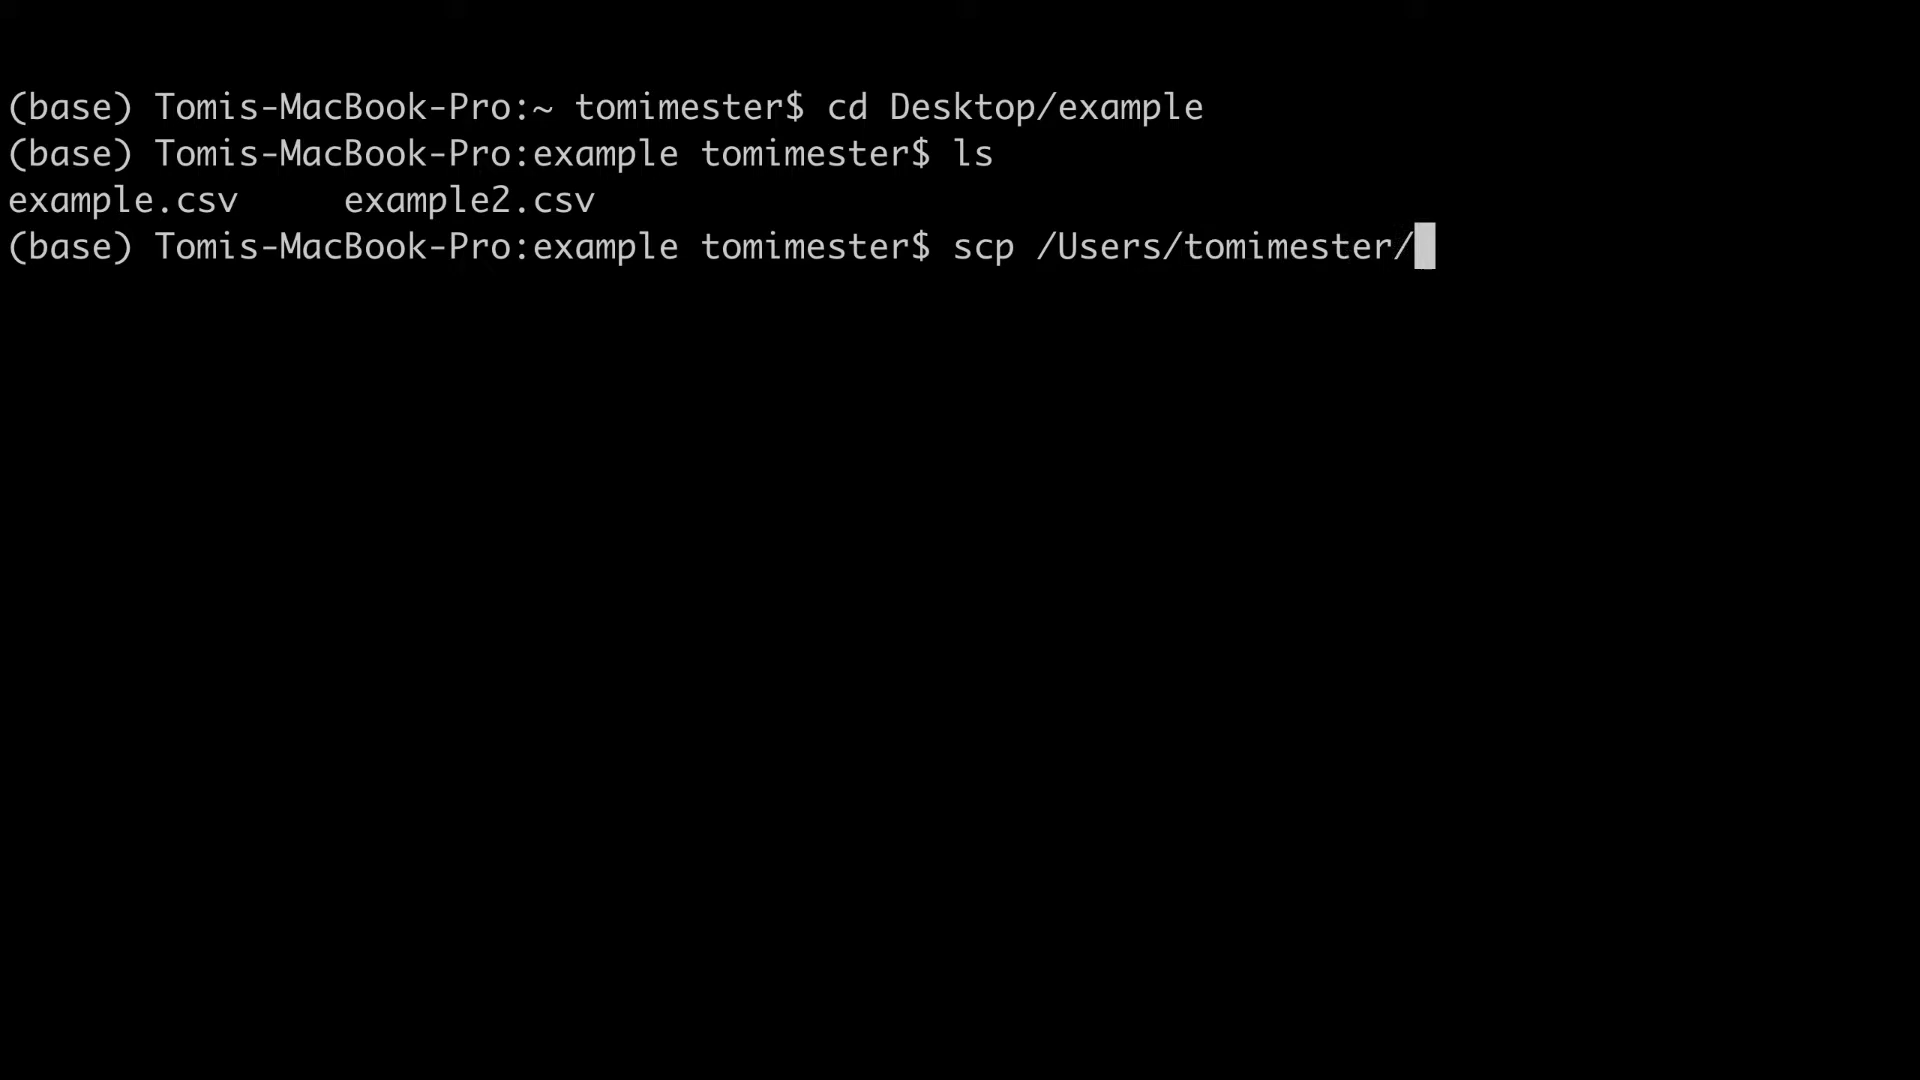 (base) Tomis-MacBook-Pro:~ tomimester$ cd Desktop/example
(base) Tomis-MacBook-Pro:example tomimester$ ls
example.csv     example2.csv
(base) Tomis-MacBook-Pro:example tomimester$ scp /Users/tomimester/